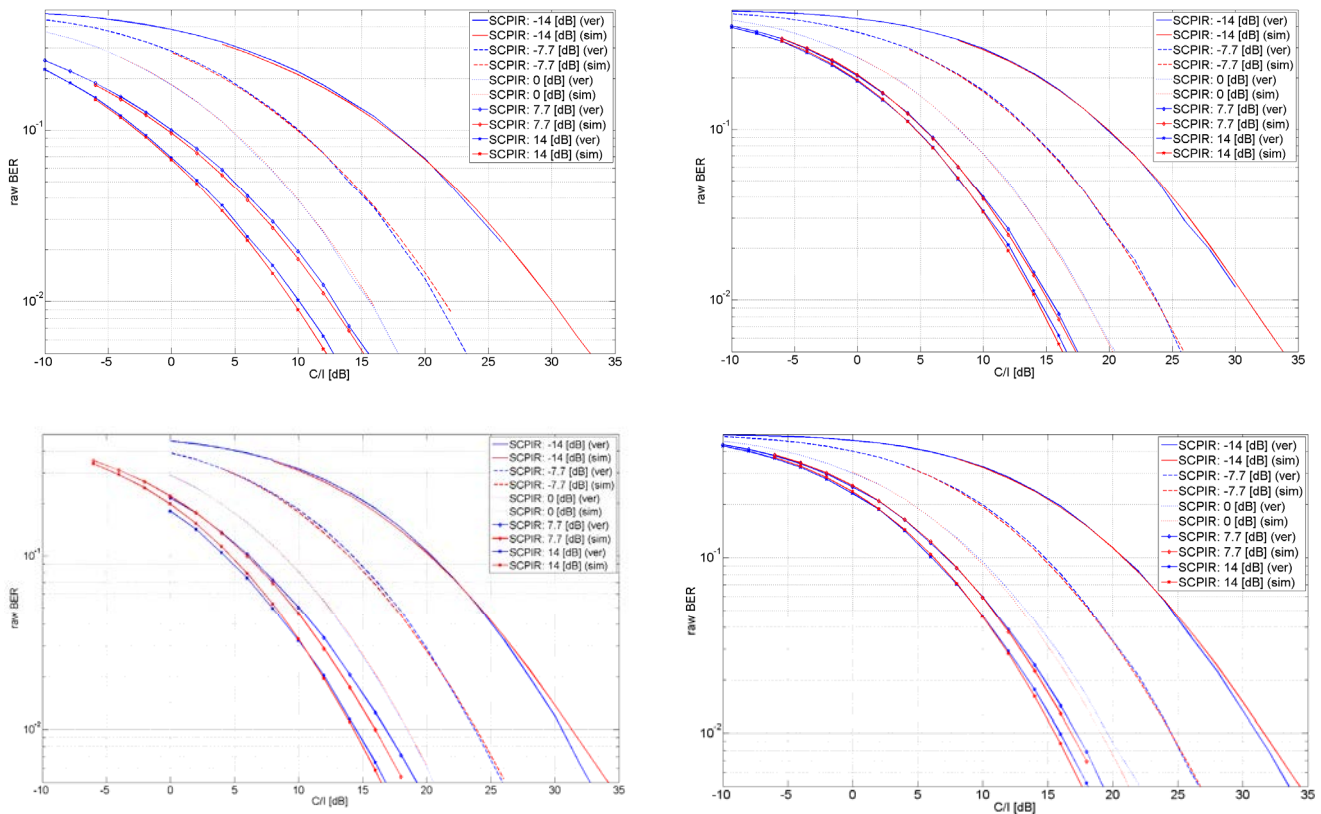 SCPIR: -14 [dB] (ver)
SCPIR: -14 [dB] (sim)
SCPIR: -7.7 [dB] (ver)
SCPIR: -7.7 [dB] (sim)
SCPIR: 0 [dB] (ver)
SCPIR: 0 [dB] (sim)
SCPIR: 7.7 [dB] (ver)
SCPIR: 7.7 [dB] (sim)
SCPIR: 14 [dB] (ver)
SCPIR: 14 [dB] (sim)
raw BER
10-1
10-2
-10 -5 0 5 10 15 20 25 30 35
C/I [dB]
SCPIR: -14 [dB] (ver)
SCPIR: -14 [dB] (sim)
SCPIR: -7.7 [dB] (ver)
SCPIR: -7.7 [dB] (sim)
SCPIR: 0 [dB] (ver)
SCPIR: 0 [dB] (sim)
SCPIR: 7.7 [dB] (ver)
SCPIR: 7.7 [dB] (sim)
SCPIR: 14 [dB] (ver)
SCPIR: 14 [dB] (sim)
raw BER
10-1
10-2
-10 -5 0 5 10 15 20 25 30 35
C/I [dB]
SCPIR: -14 [dB] (ver)
SCPIR: -14 [dB] (sim)
SCPIR: -7.7 [dB] (ver)
SCPIR: -7.7 [dB] (sim)
SCPIR: 0 [dB] (ver)
SCPIR: 0 [dB] (sim)
SCPIR: 7.7 [dB] (ver)
SCPIR: 7.7 [dB] (sim)
SCPIR: 14 [dB] (ver)
SCPIR: 14 [dB] (sim)
raw BER
10-1
10-2
-10 -5 0 5 10 15 20 25 30 35
C/I [dB]
SCPIR: -14 [dB] (ver)
SCPIR: -14 [dB] (sim)
SCPIR: -7.7 [dB] (ver)
SCPIR: -7.7 [dB] (sim)
SCPIR: 0 [dB] (ver)
SCPIR: 0 [dB] (sim)
SCPIR: 7.7 [dB] (ver)
SCPIR: 7.7 [dB] (sim)
SCPIR: 14 [dB] (ver)
SCPIR: 14 [dB] (sim)
raw BER
10-1
10-2
-10 -5 0 5 10 15 20 25 30 35
C/I [dB]